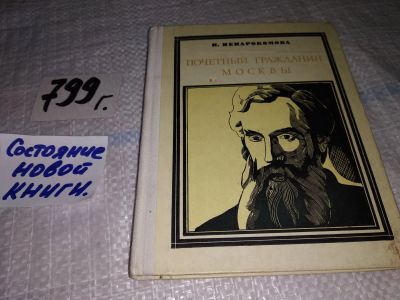 799 г.
Состояние
новой
книги.
И. НЕНАРОКОМОВА
ПОЧЕТНЫЙ ГРАЖДАНИН
МОСКВЫ